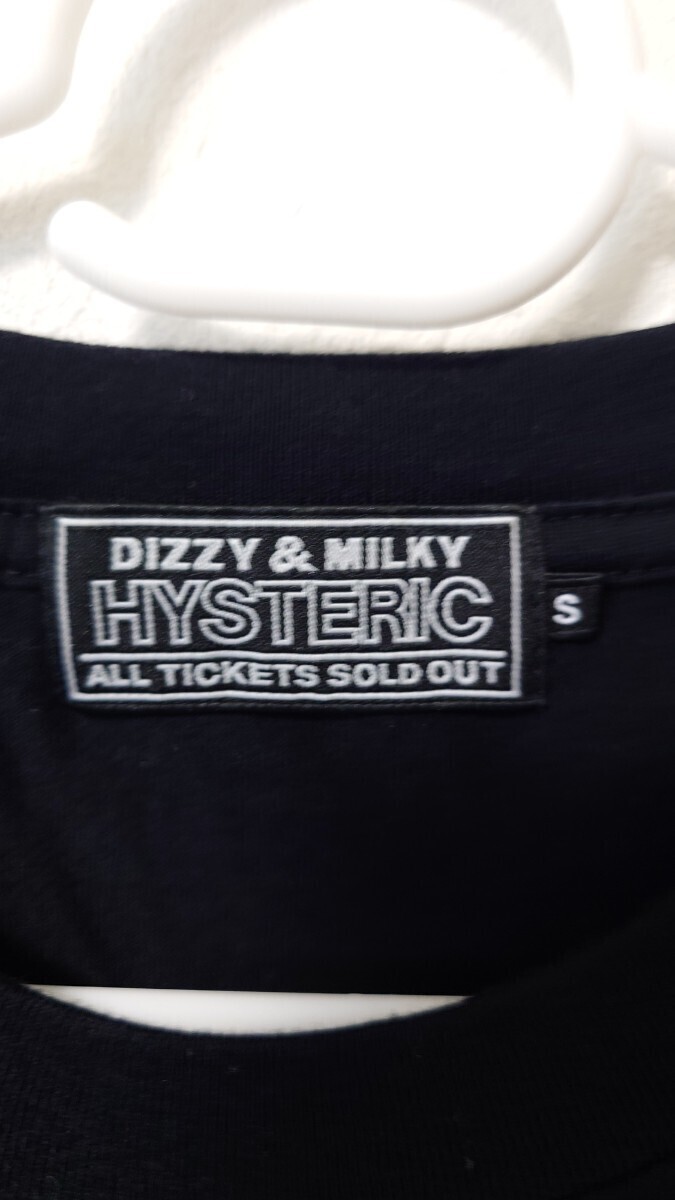 DIZZY & MILKY
HYSTERIC
ALL TICKETS SOLD OUT
S